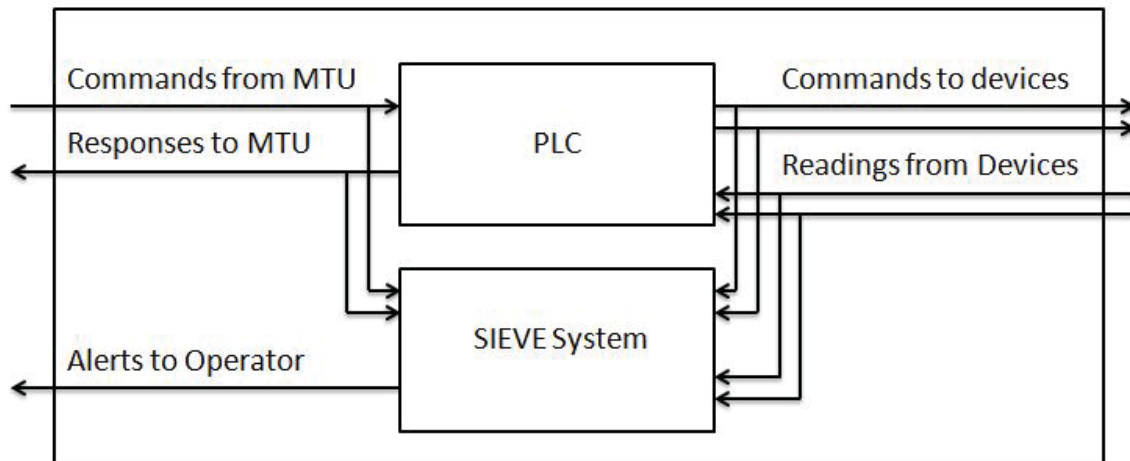 Commands from MTU
Commands to devices
Responses to MTU
PLC
Readings from Devices
SIEVE System
Alerts to Operator